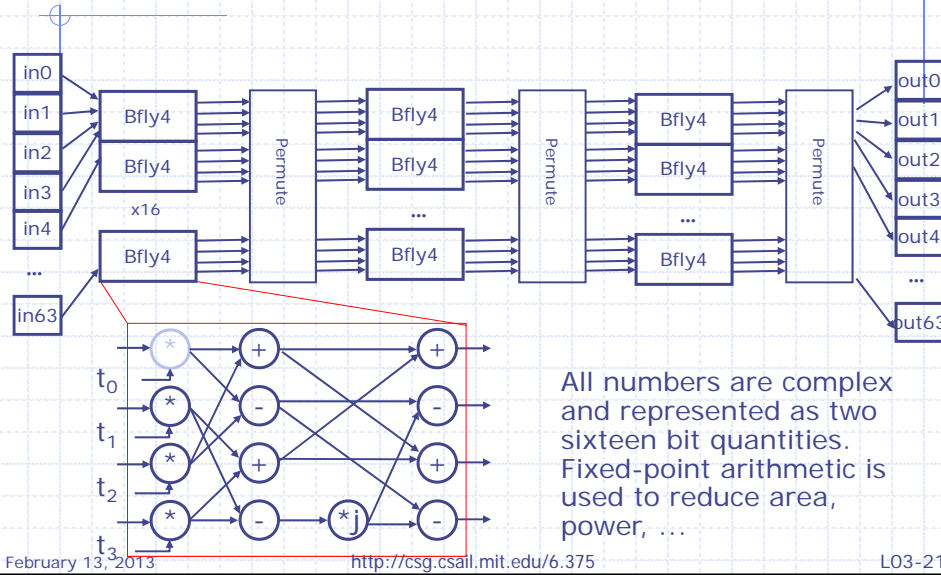 in0
in1
in2
in3
in4
...
in63
Bfly4
Bfly4
x16
Bfly4
Permute
Bfly4
Bfly4
...
Bfly4
Permute
Bfly4
Bfly4
...
Bfly4
Permute
out0
out1
out2
out3
out4
...
out63
* + +
t0
* - -
t1
* + +
t2
* - *j -
t3
All numbers are complex
and represented as two
sixteen bit quantities.
Fixed-point arithmetic is
used to reduce area,
power, …
February 13, 2013 http://csg.csail.mit.edu/6.375 L03-21